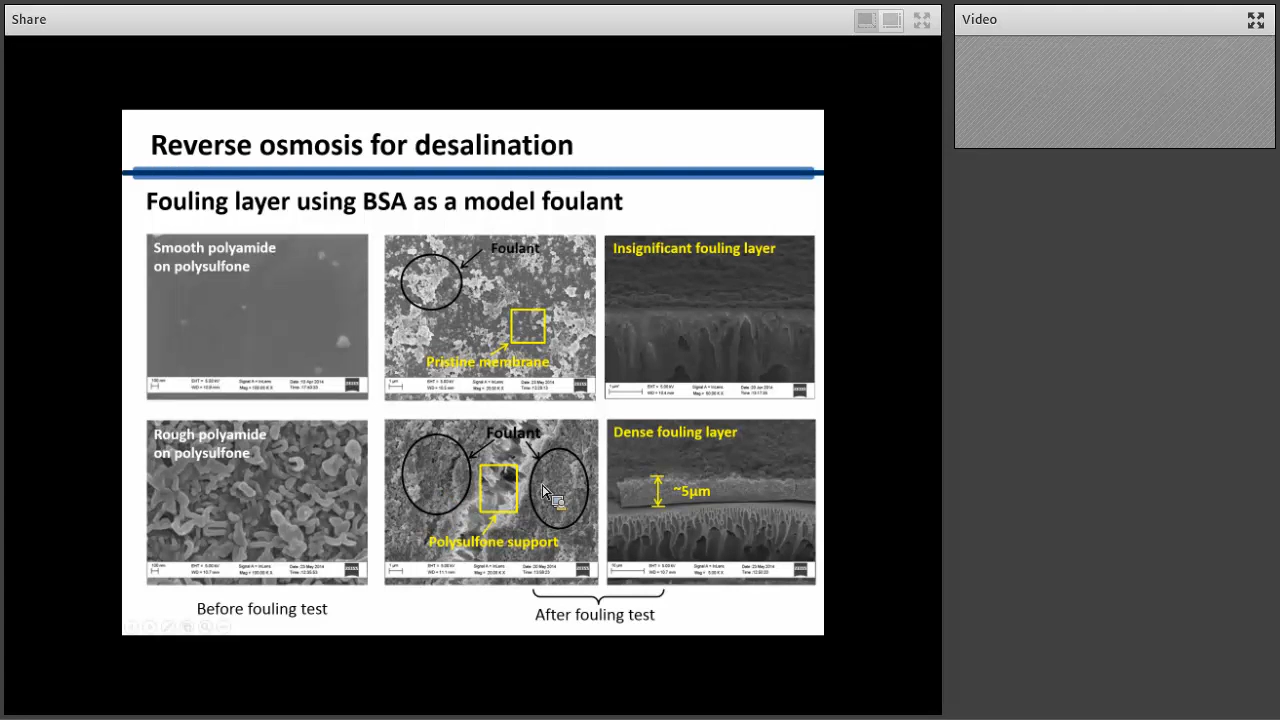 Share
Video
Reverse osmosis for desalination
Fouling layer using BSA as a model foulant
Smooth polyamide
on polysulfone
Foulant
Pristine membrane
Insignificant fouling layer
Rough polyamide
on polysulfone
Foulant
Polysulfone support
Dense fouling layer
~5µm
Before fouling test
After fouling test